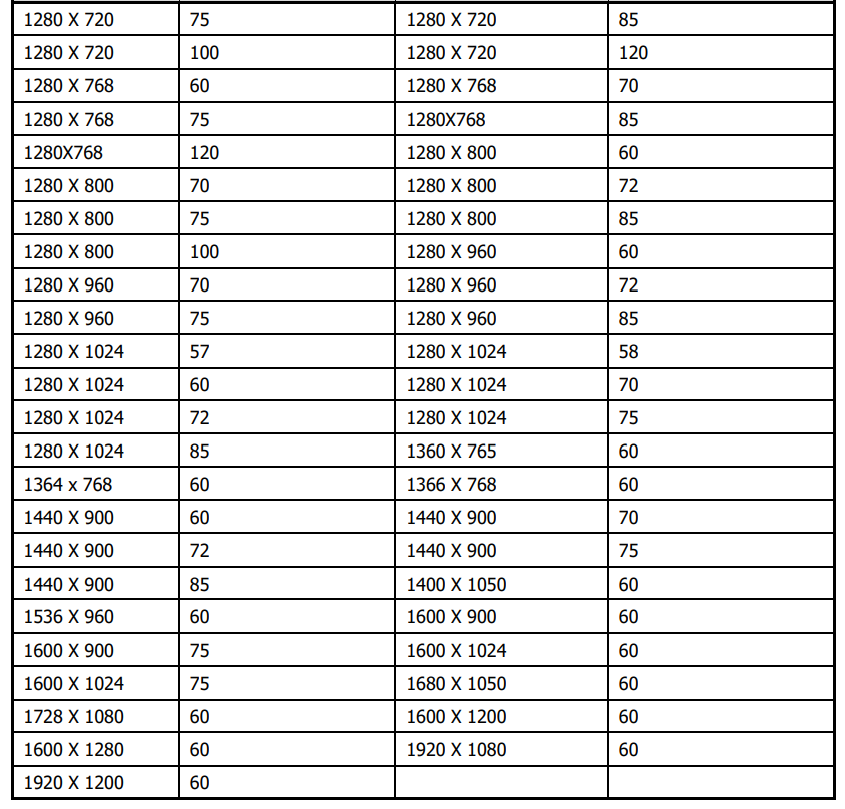 1280 X 720 75 1280 X 720 85
1280 X 720 100 1280 X 720 120
1280 X 768 60 1280 X 768 70
1280 X 768 75 1280X768 85
1280X768 120 1280 X 800 60
1280 X 800 70 1280 X 800 72
1280 X 800 75 1280 X 800 85
1280 X 800 100 1280 X 960 60
1280 X 960 70 1280 X 960 72
1280 X 960 75 1280 X 960 85
1280 X 1024 57 1280 X 1024 58
1280 X 1024 60 1280 X 1024 70
1280 X 1024 72 1280 X 1024 75
1280 X 1024 85 1360 X 765 60
1364 x 768 60 1366 X 768 60
1440 X 900 60 1440 X 900 70
1440 X 900 72 1440 X 900 75
1440 X 900 85 1400 X 1050 60
1536 X 960 60 1600 X 900 60
1600 X 900 75 1600 X 1024 60
1600 X 1024 75 1680 X 1050 60
1728 X 1080 60 1600 X 1200 60
1600 X 1280 60 1920 X 1080 60
1920 X 1200 60